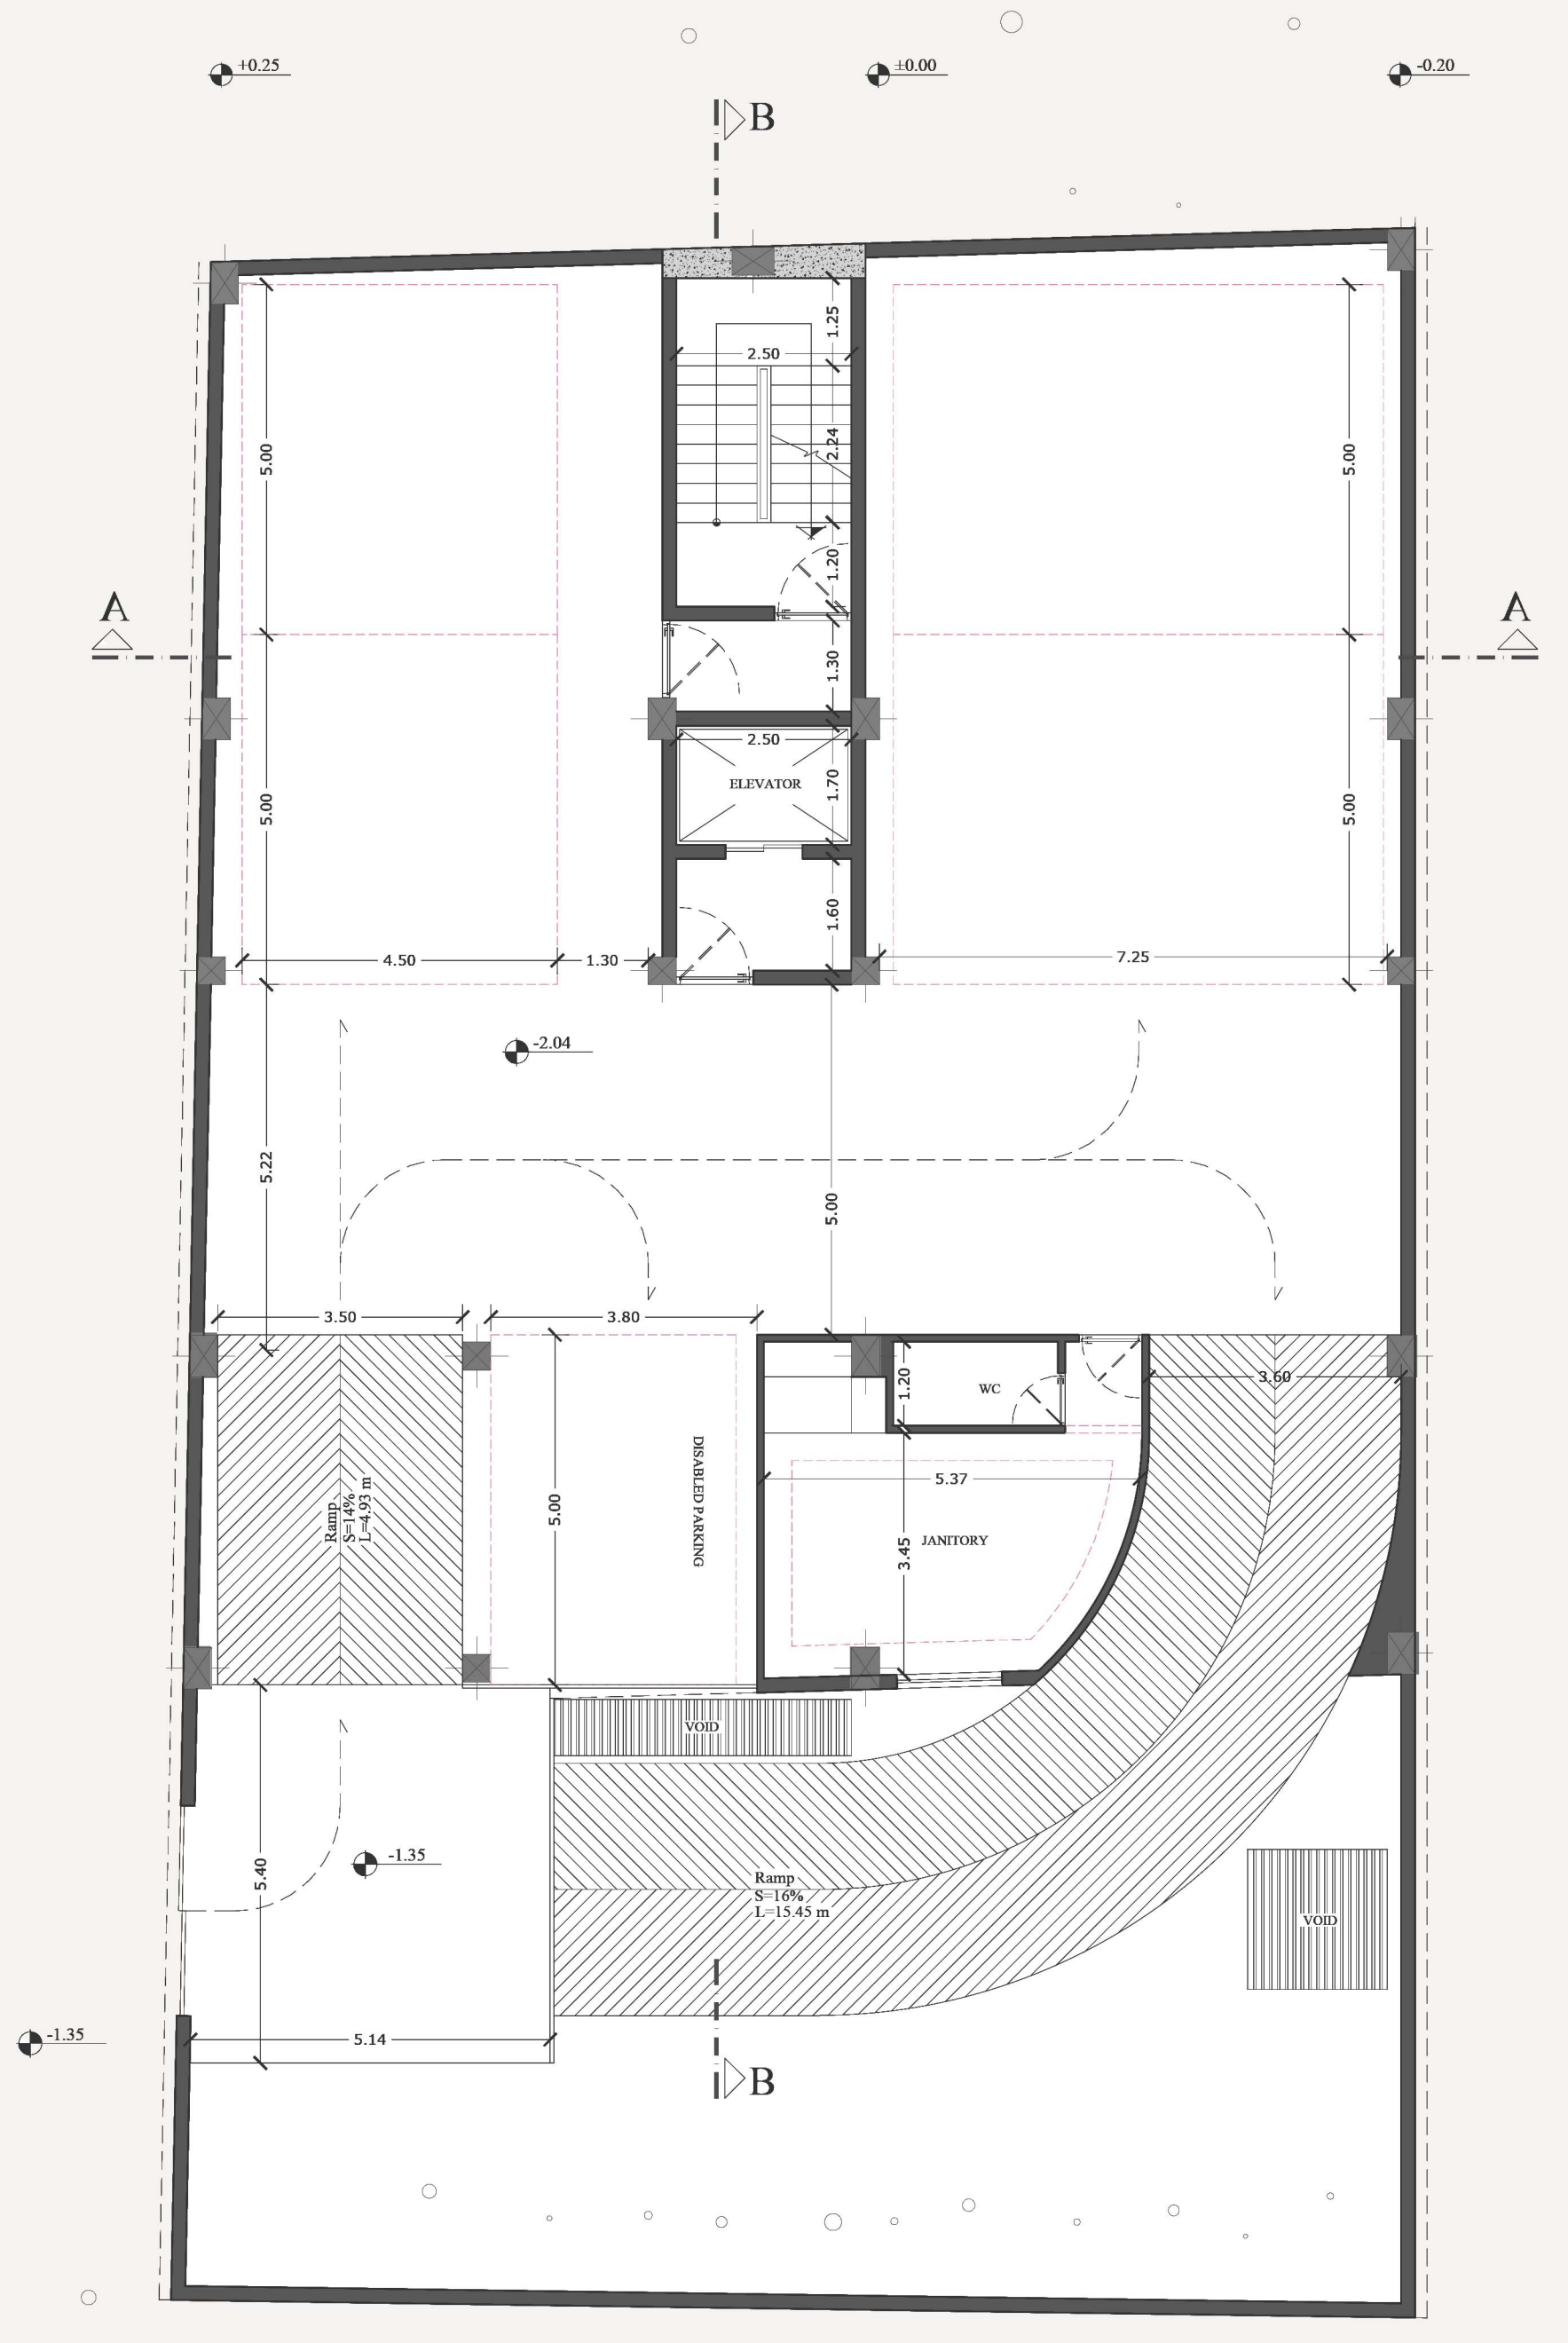 +0.25
±0.00
-0.20
B
1.25
2.50
2.24
5.00
5.00
1.20
A
A
1.30
2.50
ELEVATOR
1.70
5.00
5.00
1.60
4.50
1.30
7.25
-2.04
5.22
5.00
3.50
3.80
3.60
1.20
WC
DISABLED PARKING
5.37
Ramp
S=14%
L=4.93 m
5.00
3.45
JANITORY
VOID
-1.35
5.40
Ramp
S=16%
L=15.45 m
VOID
-1.35
5.14
B